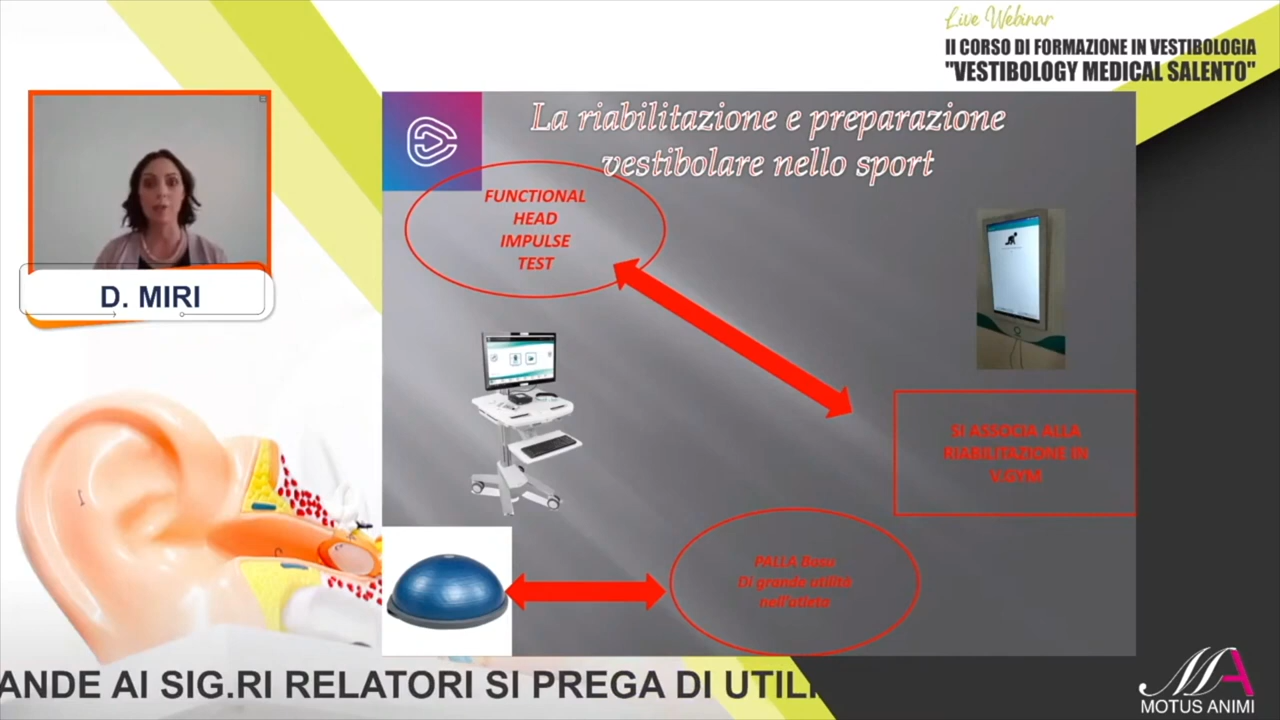 Live Webinar
II CORSO DI FORMAZIONE IN VESTIBOLOGIA
"VESTIBOLOGY MEDICAL SALENTO"
D. MIRI
La riabilitazione e preparazione
vestibolare nello sport
FUNCTIONAL
HEAD
IMPULSE
TEST
SI ASSOCIA ALLA
RIABILITAZIONE IN
V.GYM
PALLA Bosu
Di grande utilità
nell'atleta
ANDE AI SIG.RI RELATORI SI PREGA DI UTILI
MOTUS ANIMI